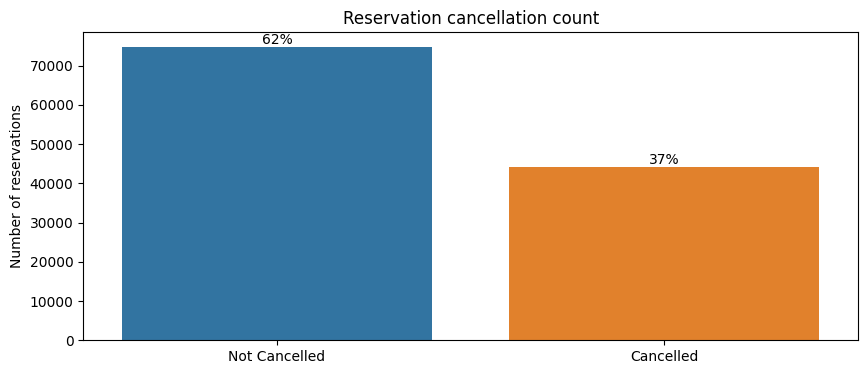 Reservation cancellation count
Number of reservations
70000
60000
50000
40000
30000
20000
10000
0
62%
37%
Not Cancelled
Cancelled